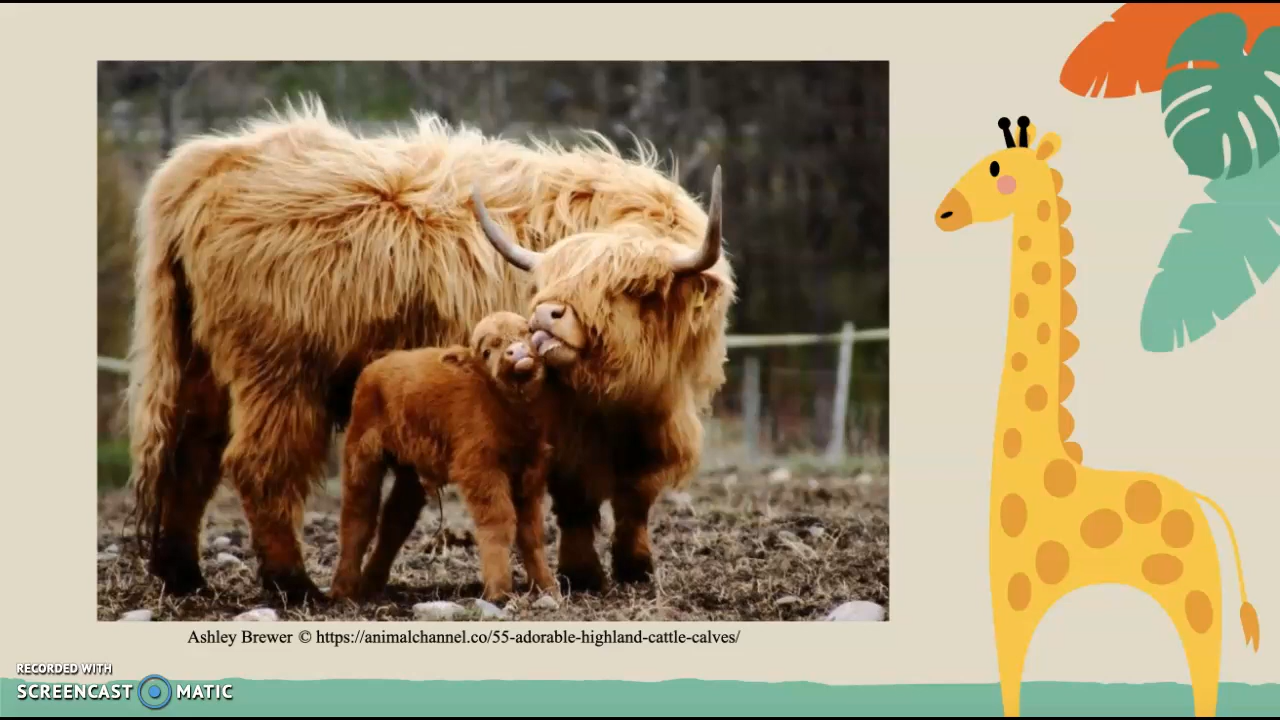 Ashley Brewer © https://animalchannel.co/55-adorable-highland-cattle-calves/
RECORDED WITH
SCREENCAST MATIC